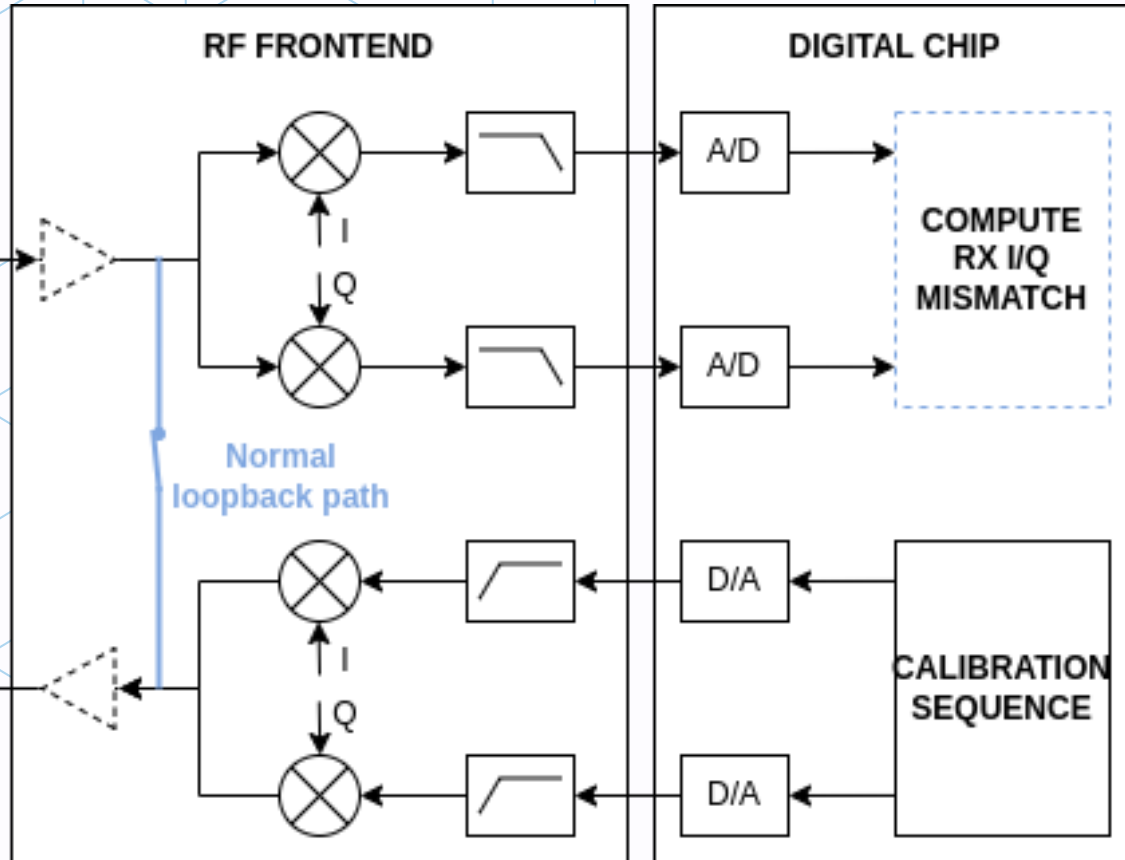 RF FRONTEND
DIGITAL CHIP
A/D
I
Q
A/D
COMPUTE
RX I/Q
MISMATCH
Normal
loopback path
D/A
I
Q
D/A
CALIBRATION
SEQUENCE